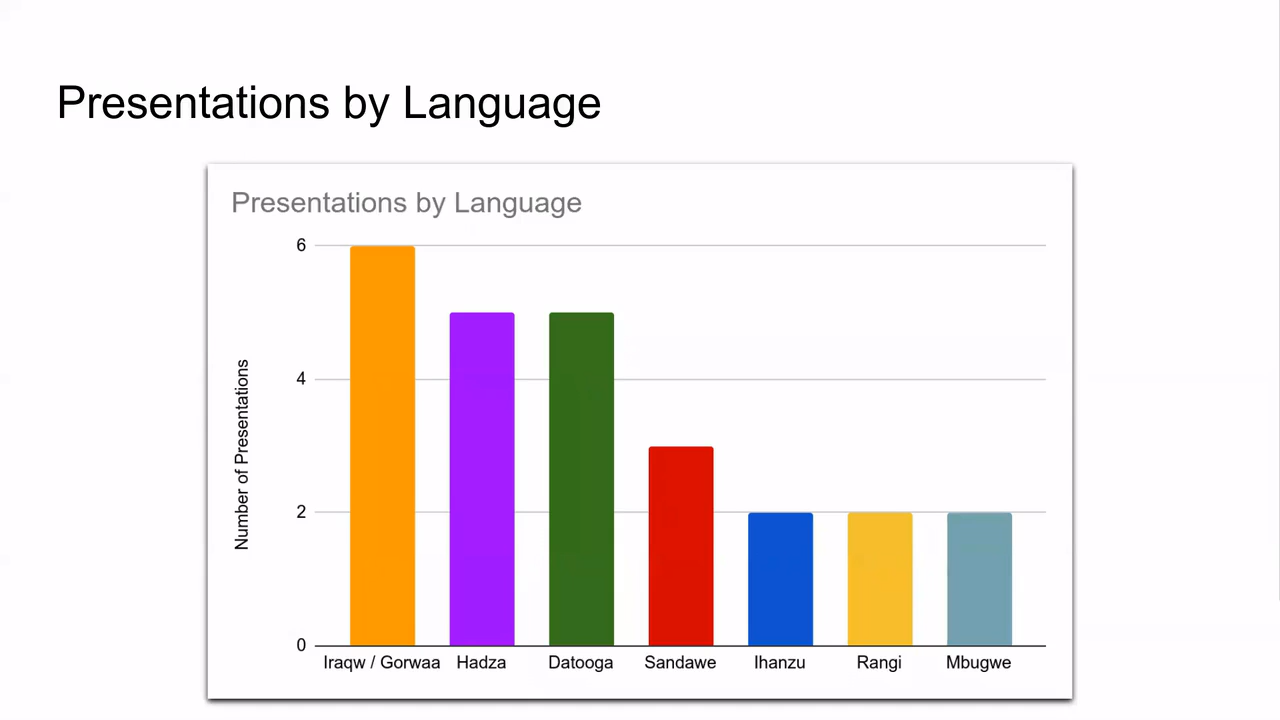 Presentations by Language
Presentations by Language
Number of Presentations
6
4
2
0
Iraqw / Gorwaa Hadza Datooga Sandawe Ihanzu Rangi Mbugwe